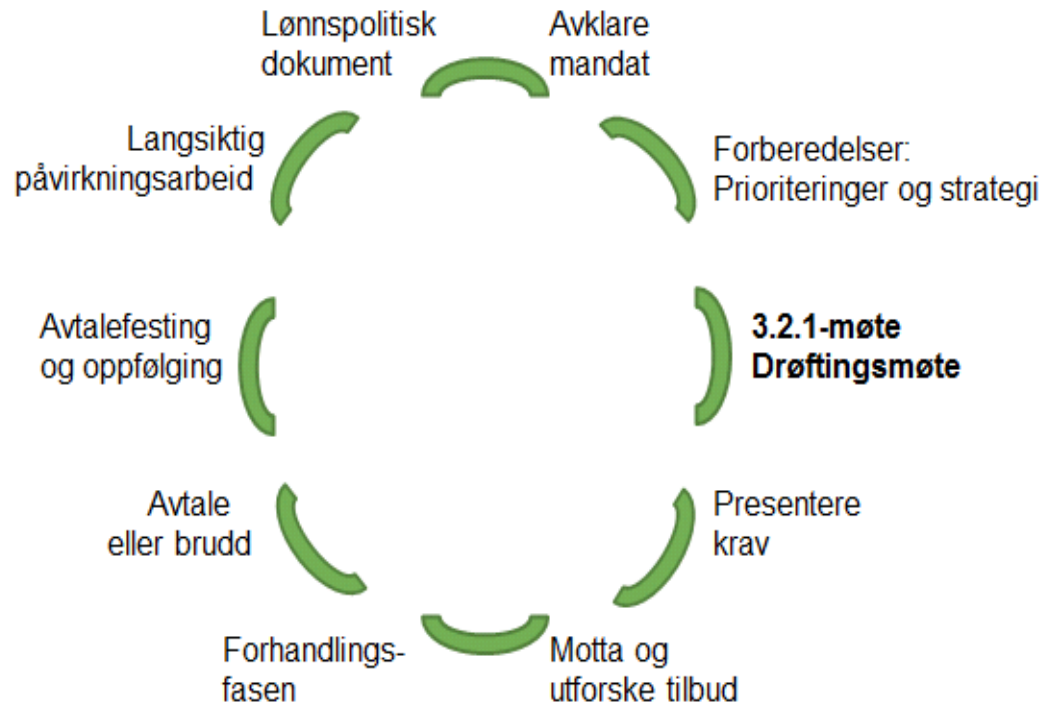 Lønnspolitisk
dokument
Avklare
mandat
Forberedelser:
Prioriteringer og strategi
3.2.1-møte
Drøftingsmøte
Presentere
krav
Motta og
utforske tilbud
Forhandlings-
fasen
Avtale
eller brudd
Avtalefesting
og oppfølging
Langsiktig
påvirkningsarbeid